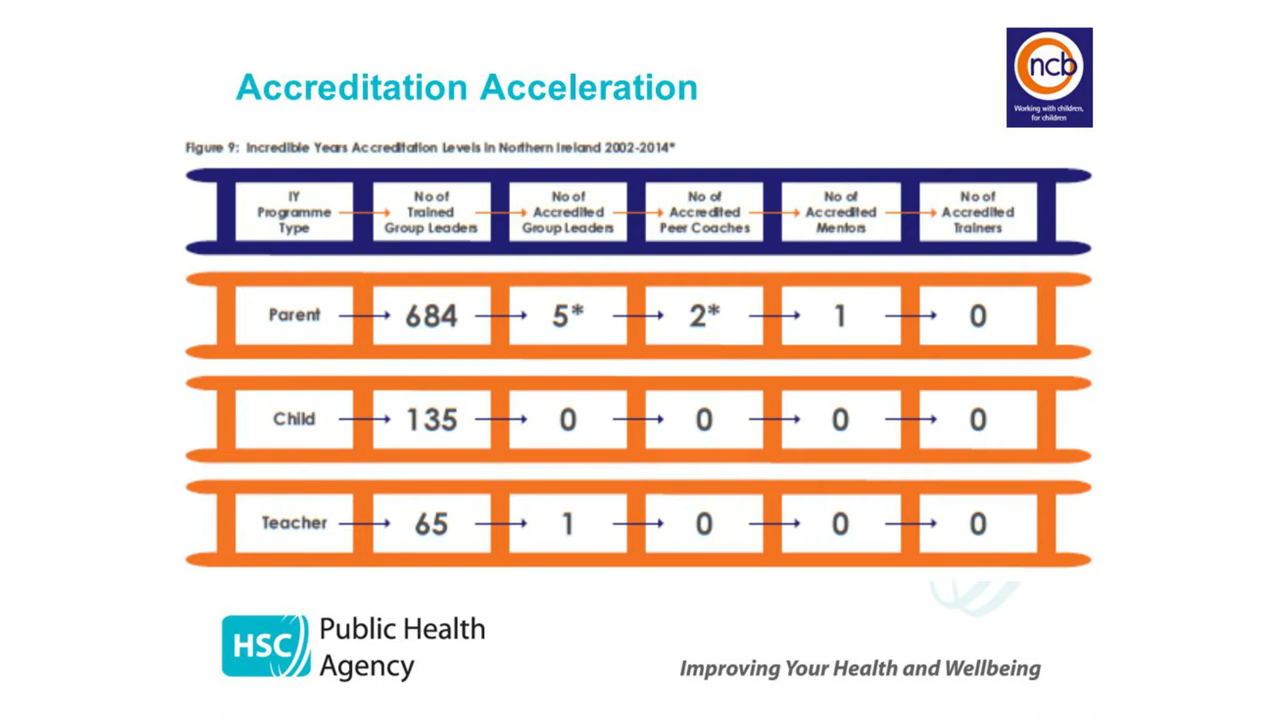 ncb
Working with children,
for children
Accreditation Acceleration
Figure 9: Incredible Years Accreditation Levels in Northern Ireland 2002-2014*
IY
Programme
Type
No of
Trained
Group Leaders
No of
Accredited
Group Leaders
No of
Accredited
Peer Coaches
No of
Accredited
Mentors
No of
Accredited
Trainers
Parent 684 5* 2* 1 0
Child 135 0 0 0 0
Teacher 65 1 0 0 0
HSC
Public Health
Agency
Improving Your Health and Wellbeing